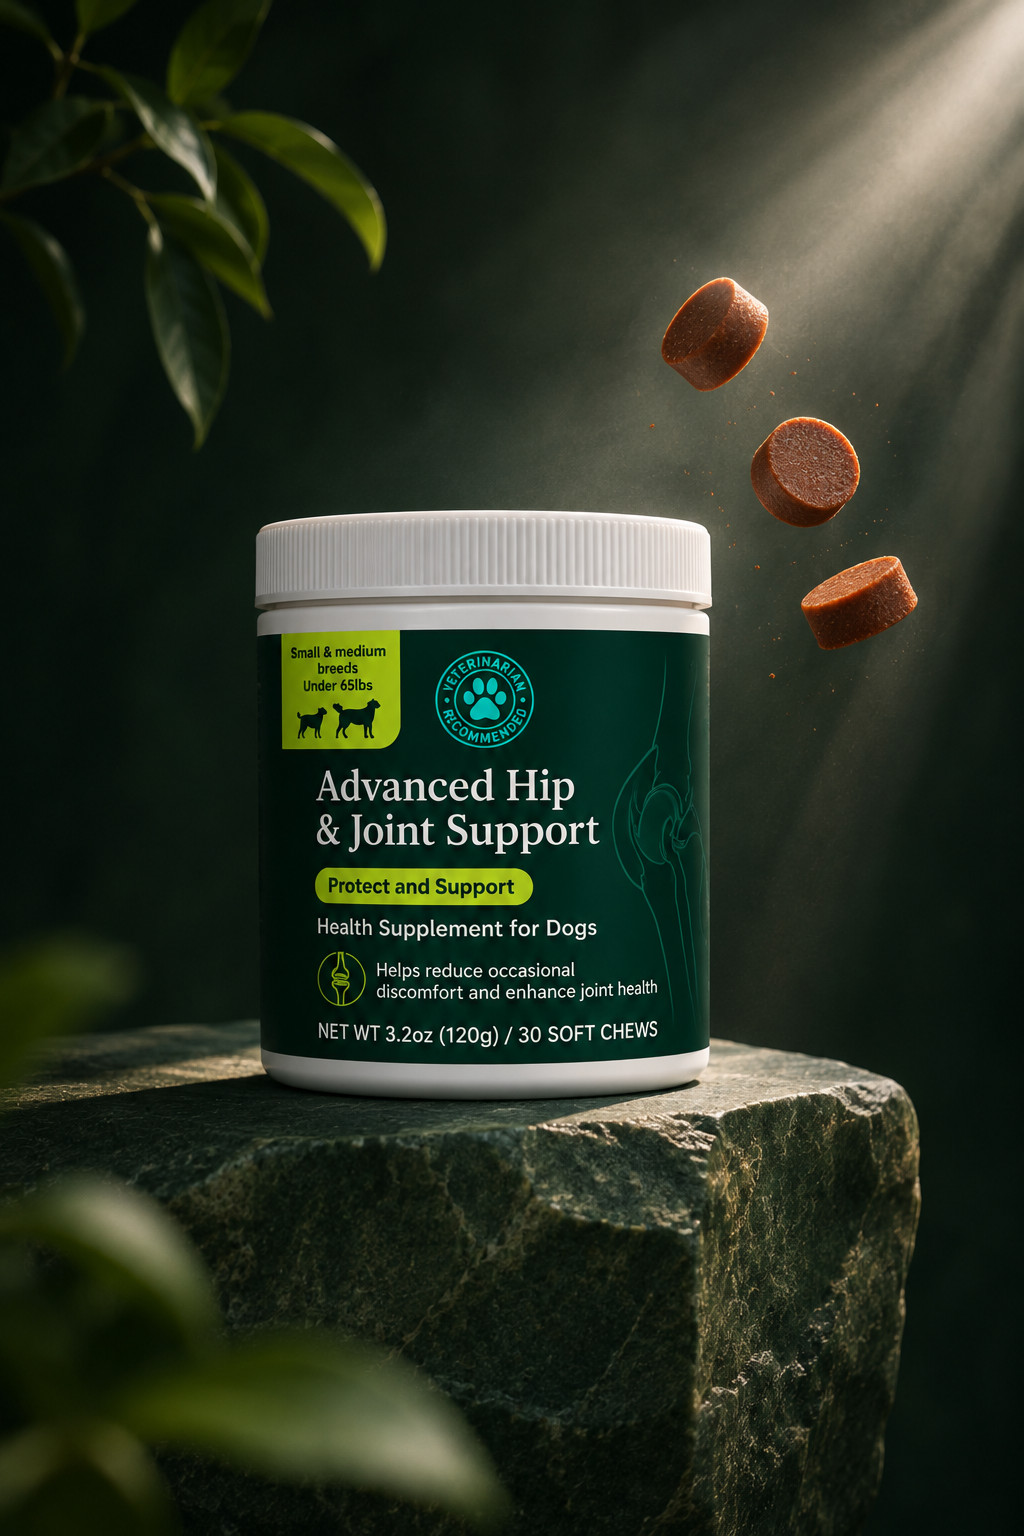 Small & medium
breeds
Under 65lbs
VETERINARIAN
RECOMMENDED
Advanced Hip
& Joint Support
Protect and Support
Health Supplement for Dogs
Helps reduce occasional
discomfort and enhance joint health
NET WT 3.2oz (120g) / 30 SOFT CHEWS